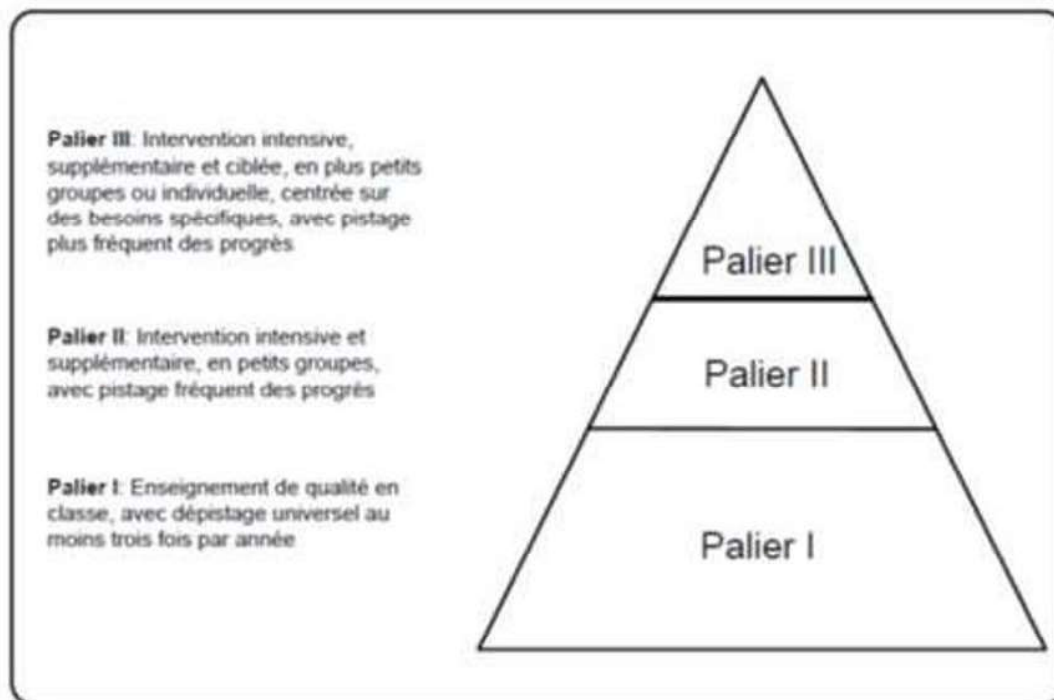 Palier III: Intervention intensive,
supplémentaire et ciblée, en plus petits
groupes ou individuelle, centrée sur
des besoins spécifiques, avec pistage
plus fréquent des progrès
Palier II: Intervention intensive et
supplémentaire, en petits groupes,
avec pistage fréquent des progrès
Palier I: Enseignement de qualité en
classe, avec dépistage universel au
moins trois fois par année
Palier III
Palier II
Palier I